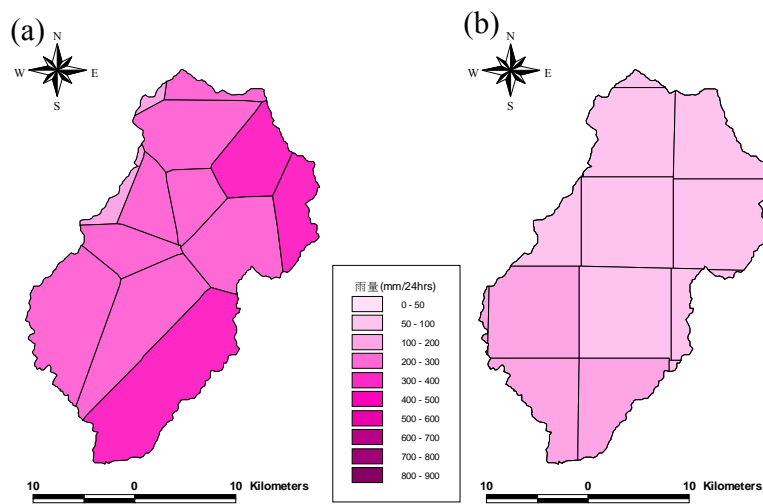 (a)
N
W E
S
(b)
N
W E
S
雨量 (mm/24hrs)
0 - 50
50 - 100
100 - 200
200 - 300
300 - 400
400 - 500
500 - 600
600 - 700
700 - 800
800 - 900
10 0 10 Kilometers
10 0 10 Kilometers